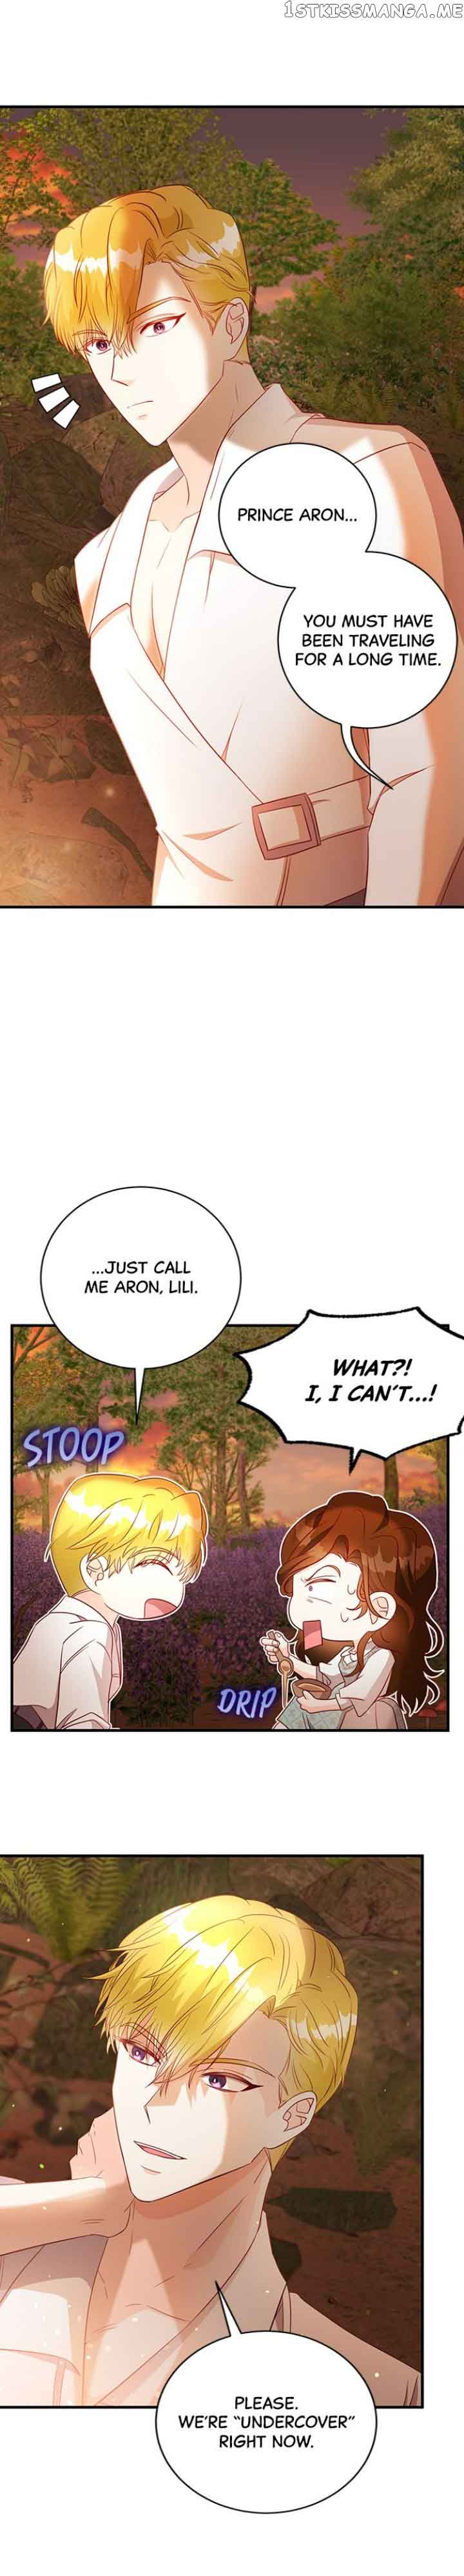 1STKISSMANGA.ME
PRINCE ARON...
YOU MUST HAVE
BEEN TRAVELING
FOR A LONG TIME.
...JUST CALL
ME ARON, LILI.
WHAT?!
I, I CAN'T...!
STOOP
DRIP
PLEASE.
WE'RE "UNDERCOVER"
RIGHT NOW.